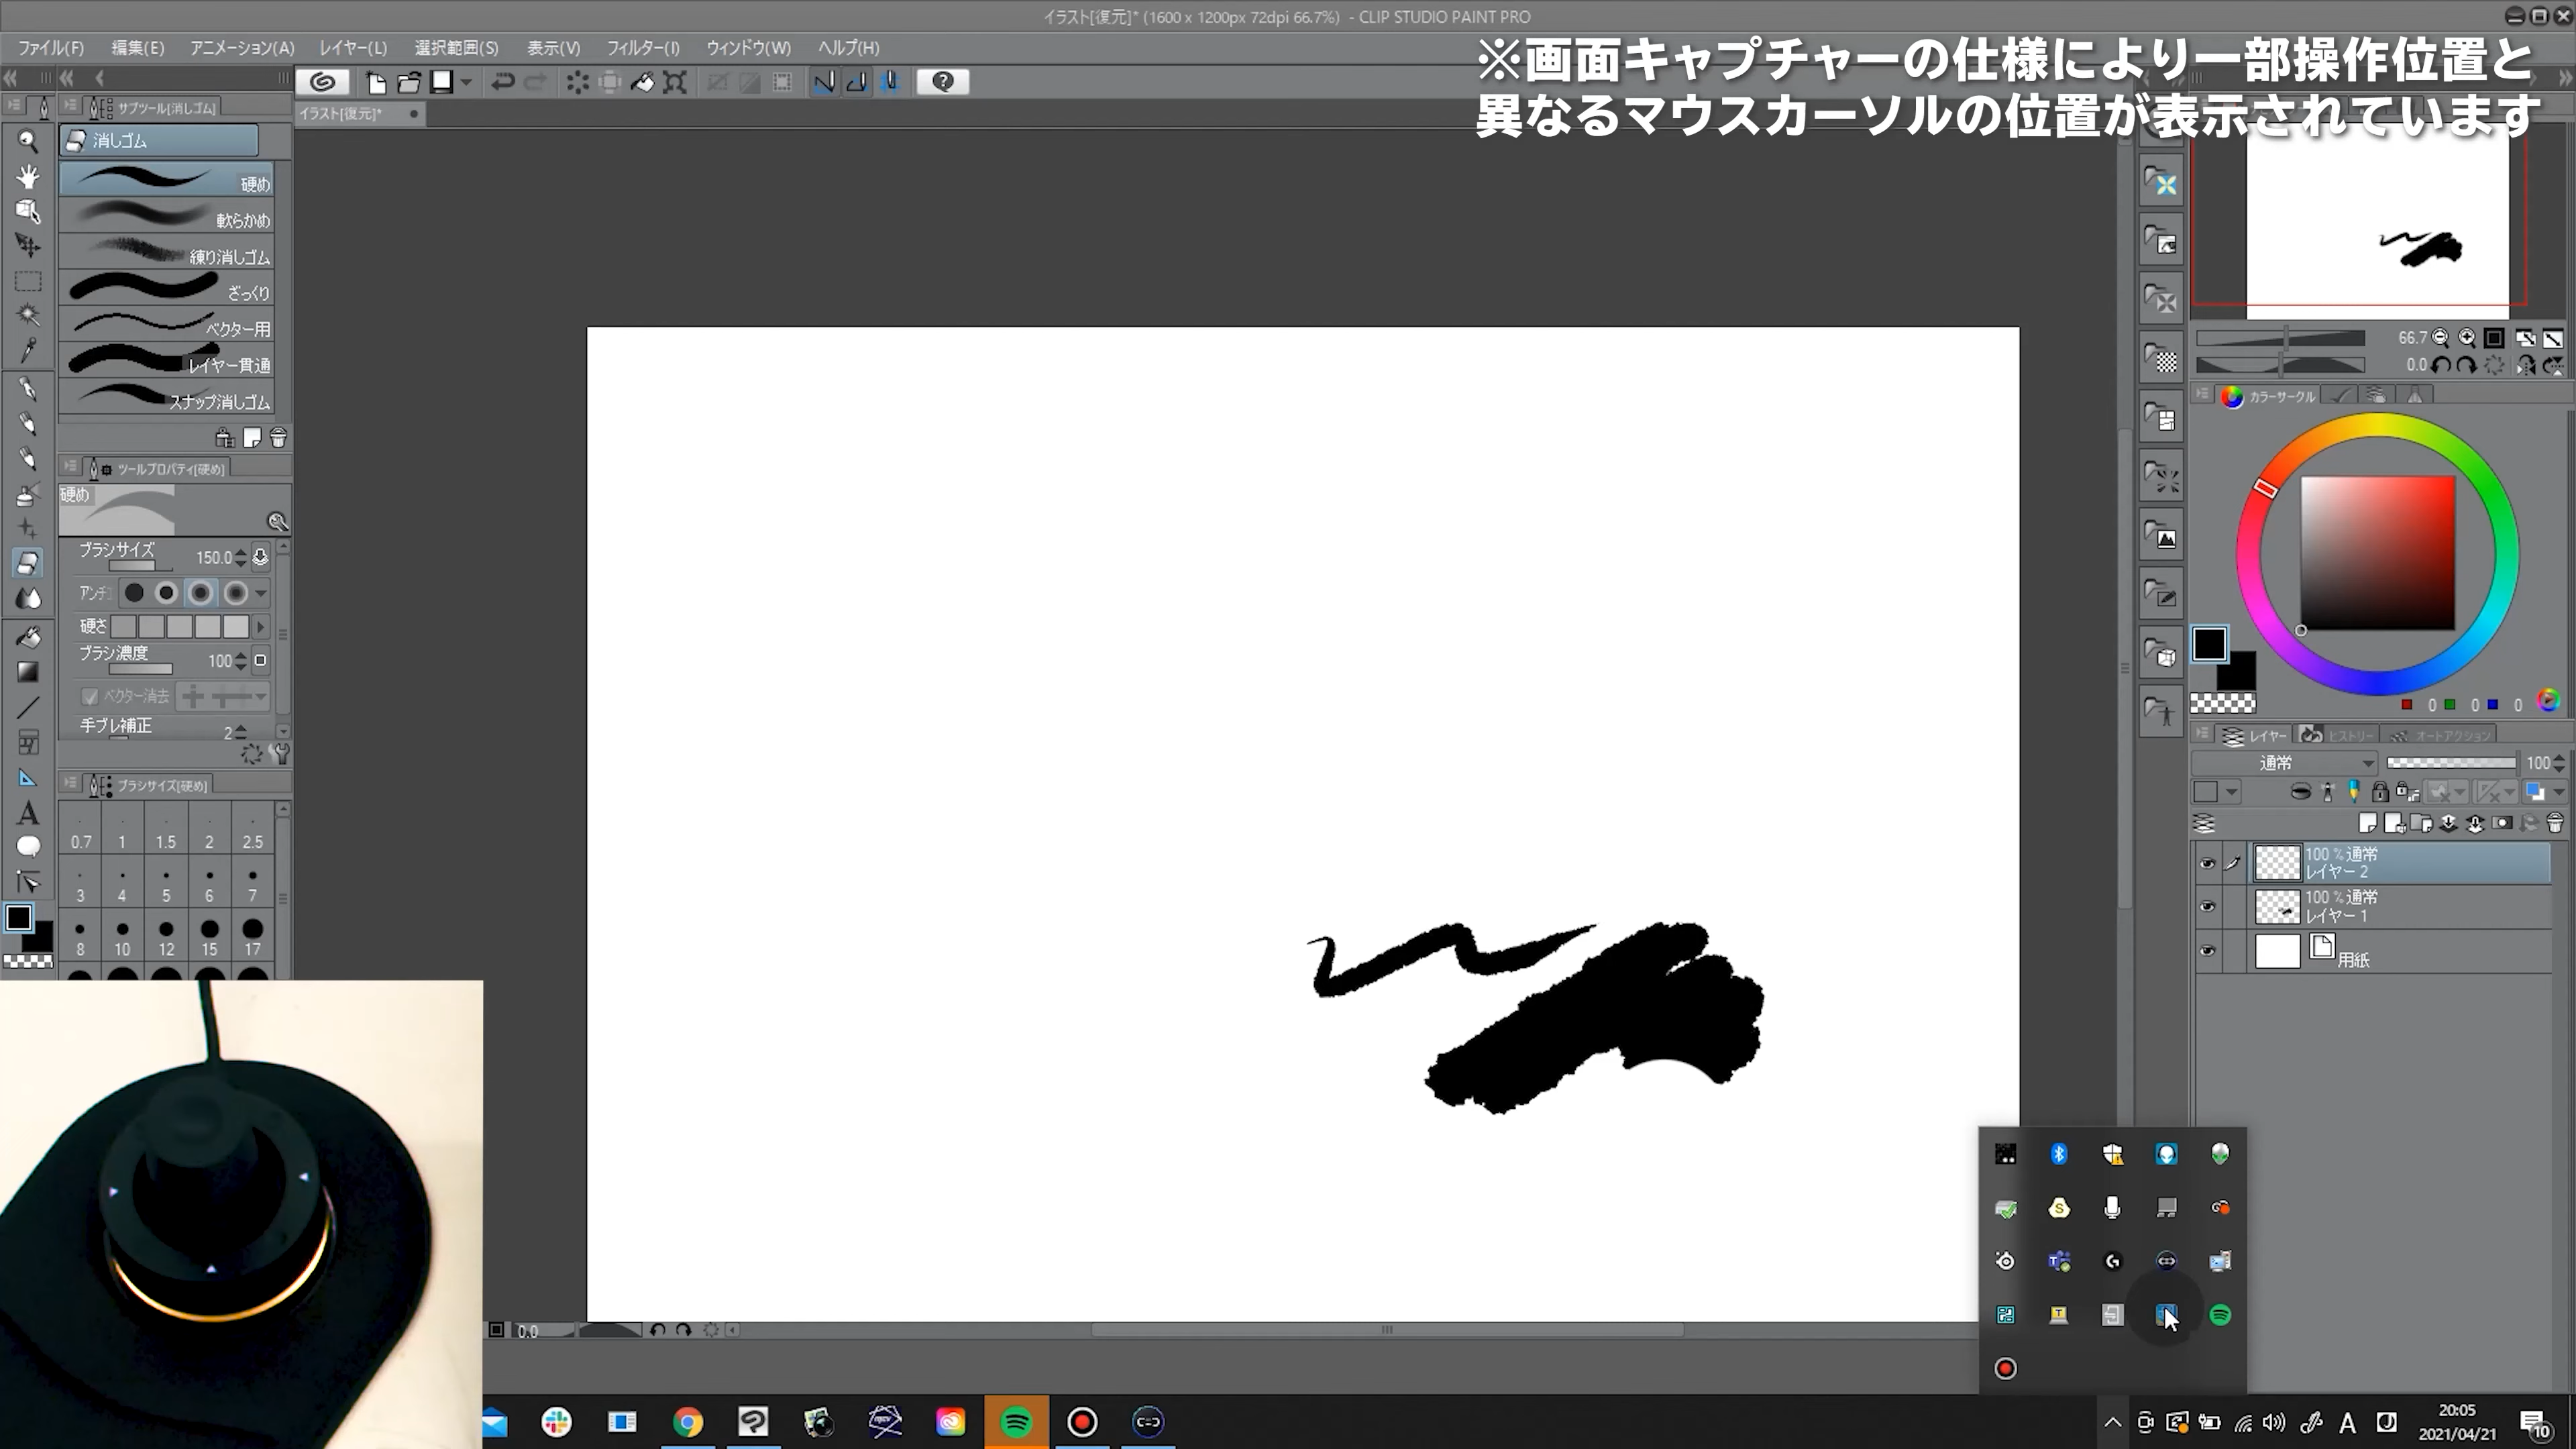 イラスト[復元]* (1600 x 1200px 72dpi 66.7%) - CLIP STUDIO PAINT PRO
ファイル(F) 編集(E) アニメーション(A) レイヤー(L) 選択範囲(S) 表示(V) フィルター(I) ウィンドウ(W) ヘルプ(H)
※画面キャプチャーの仕様により一部操作位置と
異なるマウスカーソルの位置が表示されています
サブツール[消しゴム]
イラスト[復元]*
消しゴム
硬め
軟らかめ
練り消しゴム
ざっくり
ベクター用
レイヤー貫通
スナップ消しゴム
ツールプロパティ[硬め]
硬め
ブラシサイズ 150.0
アンチ
硬さ
ブラシ濃度 100
ベクター消去
手ブレ補正 2
ブラシサイズ[硬め]
0.7 1 1.5 2 2.5
3 4 5 6 7
8 10 12 15 17
66.7
0.0
カラーサークル
0 0 0
レイヤー ヒストリー オートアクション
通常 100
100 % 通常
レイヤー 2
100 % 通常
レイヤー 1
用紙
0.0
A
20:05
2021/04/21
10